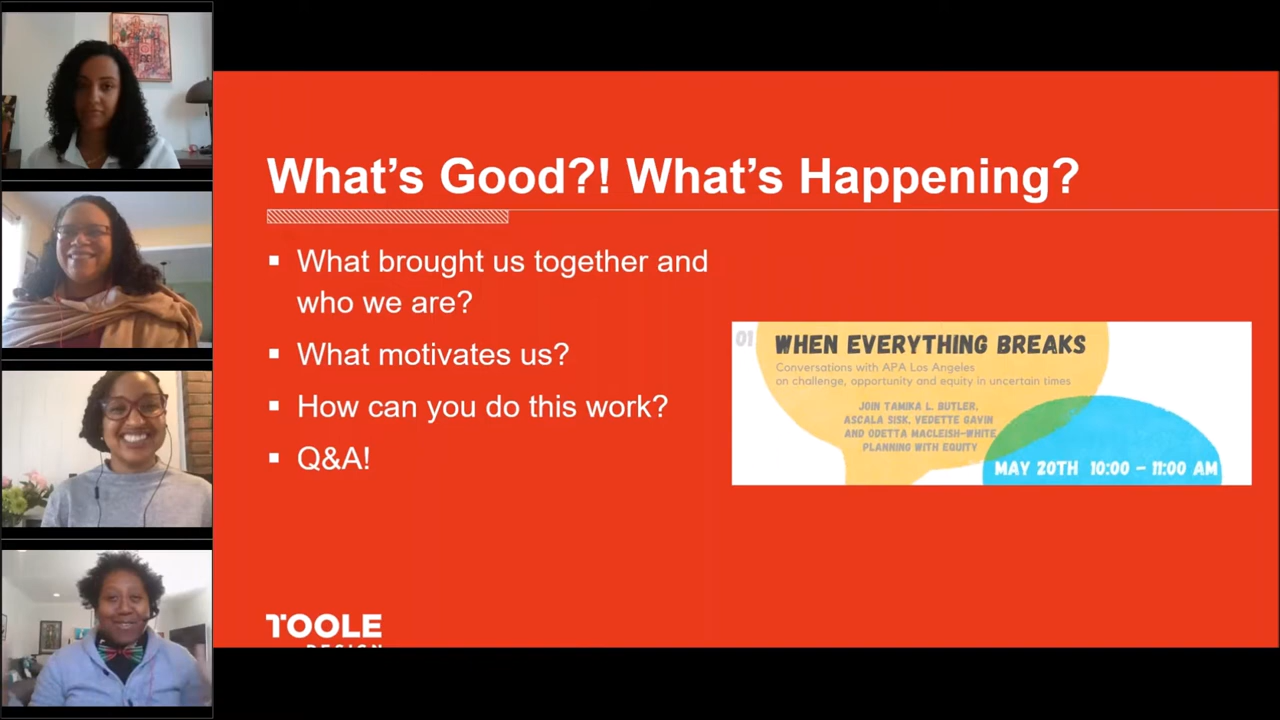 What's Good?! What's Happening?
▪ What brought us together and
who we are?
▪ What motivates us?
▪ How can you do this work?
▪ Q&A!
01
WHEN EVERYTHING BREAKS
Conversations with APA Los Angeles
on challenge, opportunity and equity in uncertain times
JOIN TAMIKA L. BUTLER,
ASCALA SISK, VEDETTE GAVIN
AND ODETTA MACLEISH-WHITE,
PLANNING WITH EQUITY
MAY 20TH 10:00 – 11:00 AM
TOOLE
DESIGN